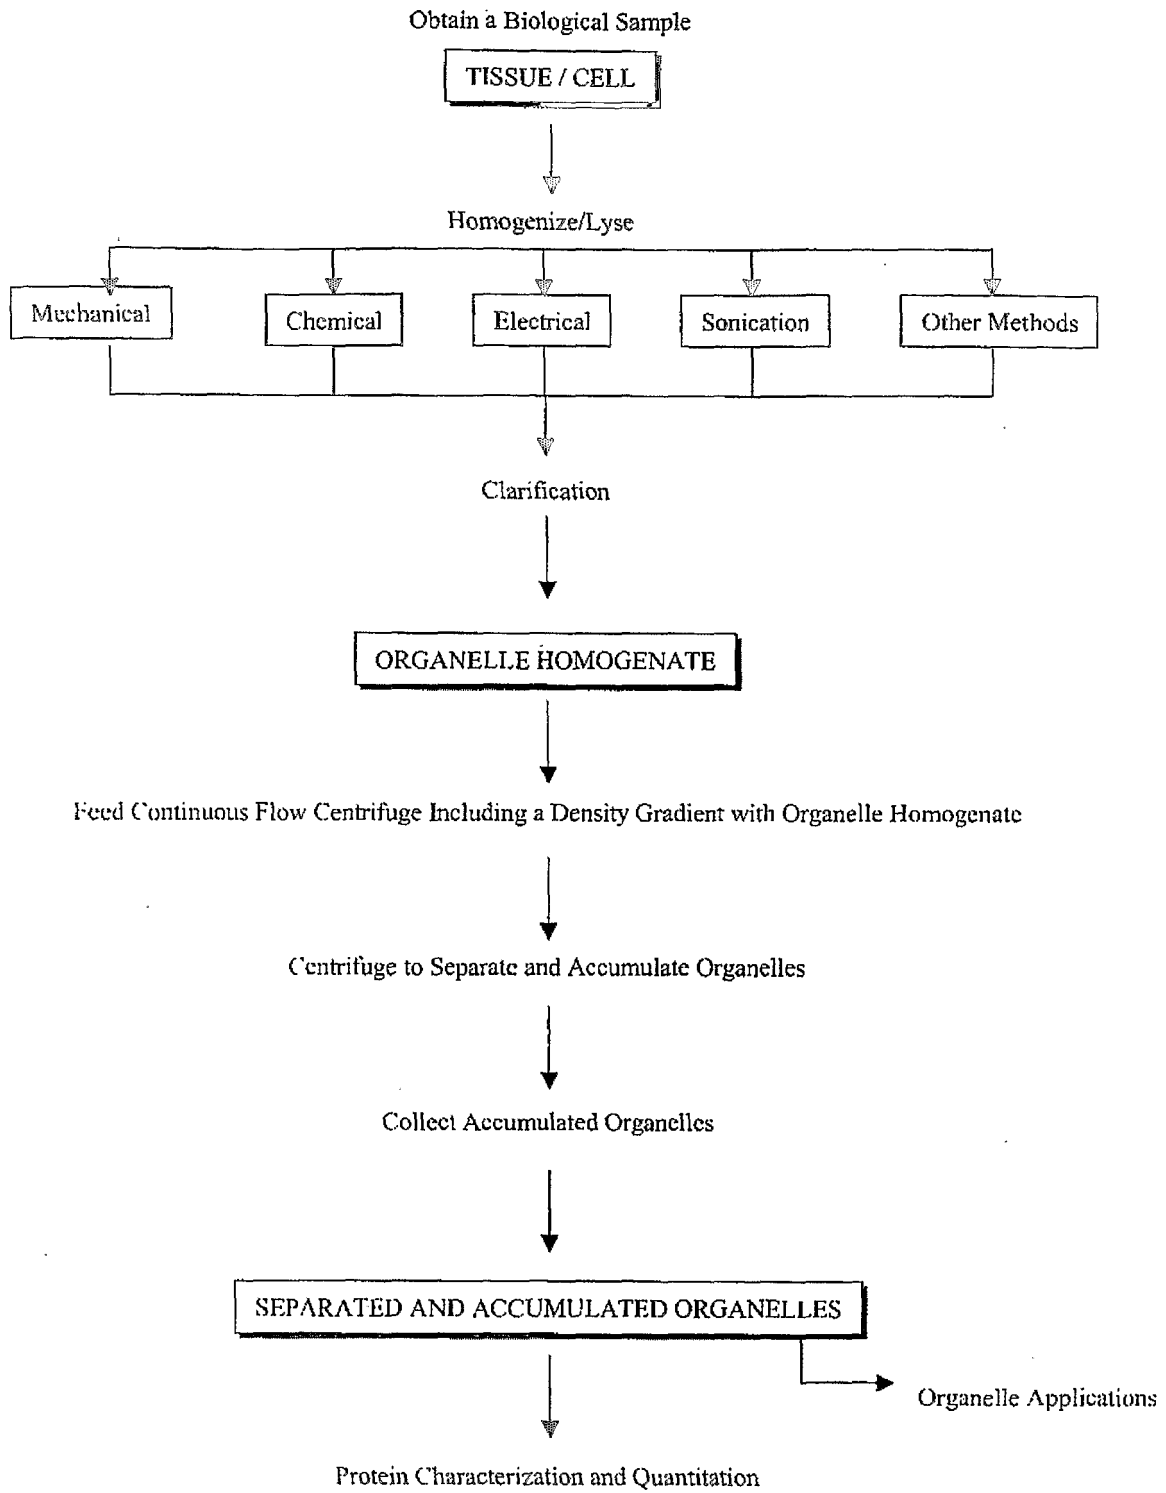 Obtain a Biological Sample
TISSUE / CELL
Homogenize/Lyse
Mechanical
Chemical
Electrical
Sonication
Other Methods
Clarification
ORGANELLE HOMOGENATE
Feed Continuous Flow Centrifuge Including a Density Gradient with Organelle Homogenate
Centrifuge to Separate and Accumulate Organelles
Collect Accumulated Organelles
SEPARATED AND ACCUMULATED ORGANELLES
Organelle Applications
Protein Characterization and Quantitation